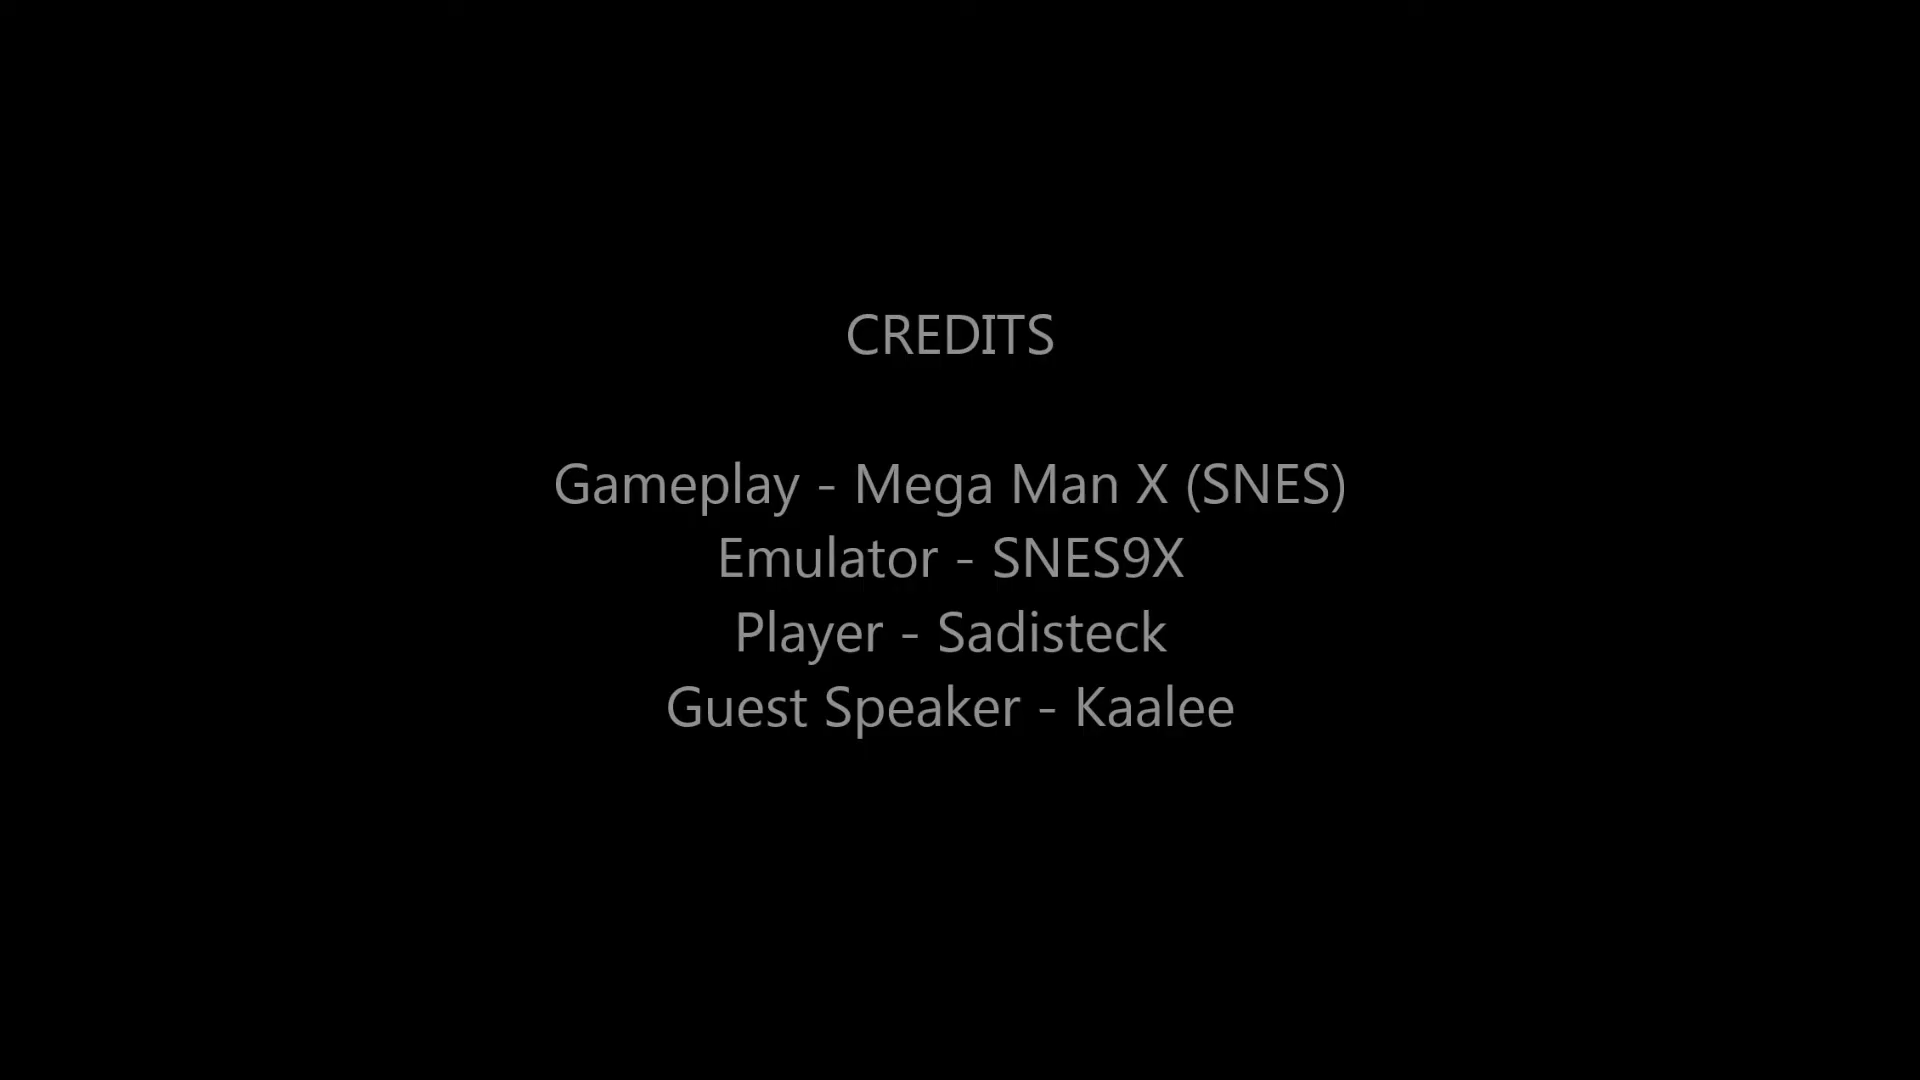 CREDITS
Gameplay - Mega Man X (SNES)
Emulator - SNES9X
Player - Sadisteck
Guest Speaker - Kaalee